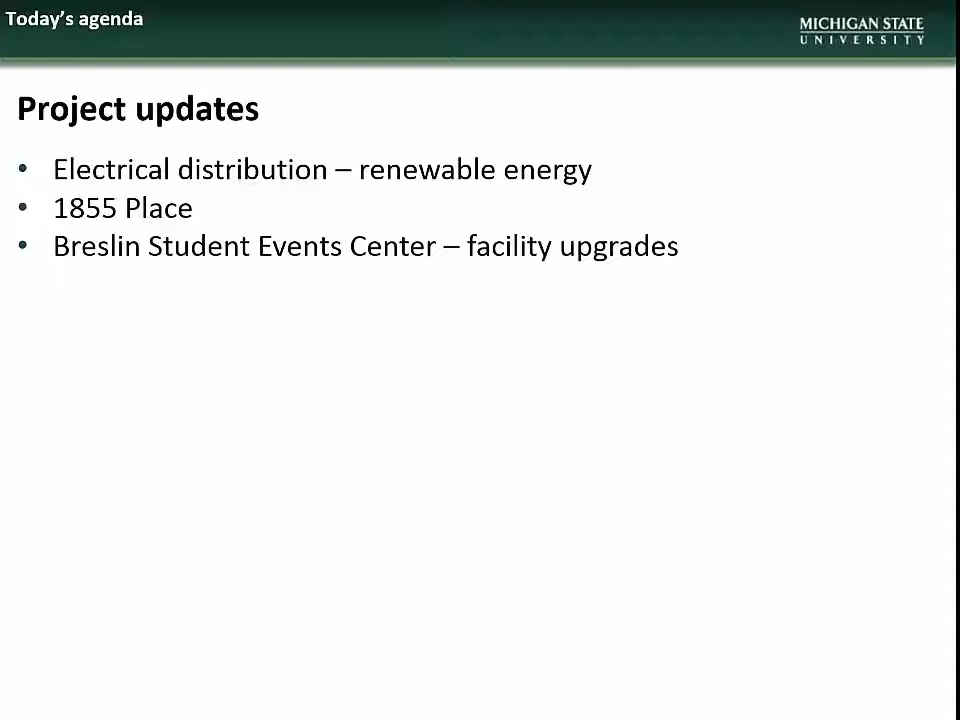 Today’s agenda
MICHIGAN STATE
UNIVERSITY
Project updates
• Electrical distribution – renewable energy
• 1855 Place
• Breslin Student Events Center – facility upgrades